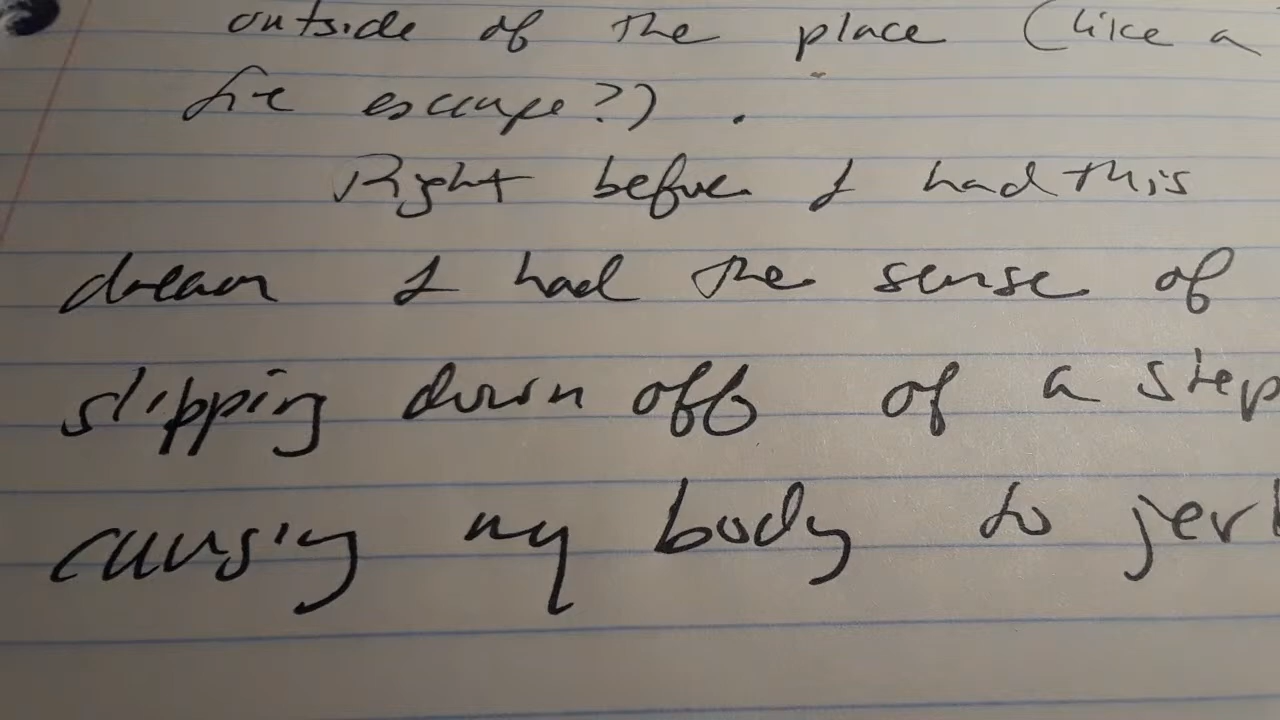 outside of the place (like a
fire escape?).
Right before I had this
dream I had the sense of
slipping down off of a step
causing my body to jerk